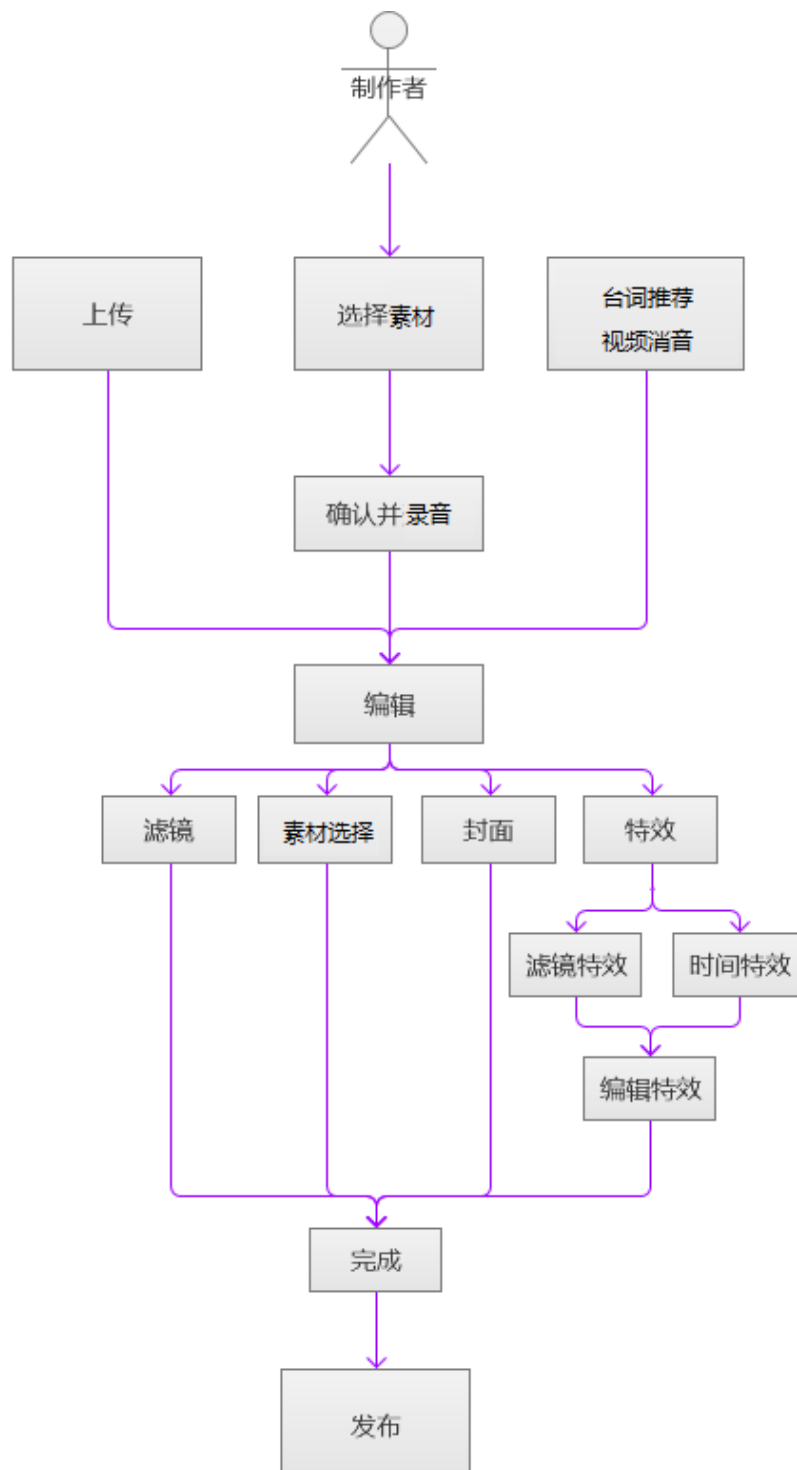 制作者
上传
选择素材
台词推荐
视频消音
确认并录音
编辑
滤镜
素材选择
封面
特效
滤镜特效
时间特效
编辑特效
完成
发布